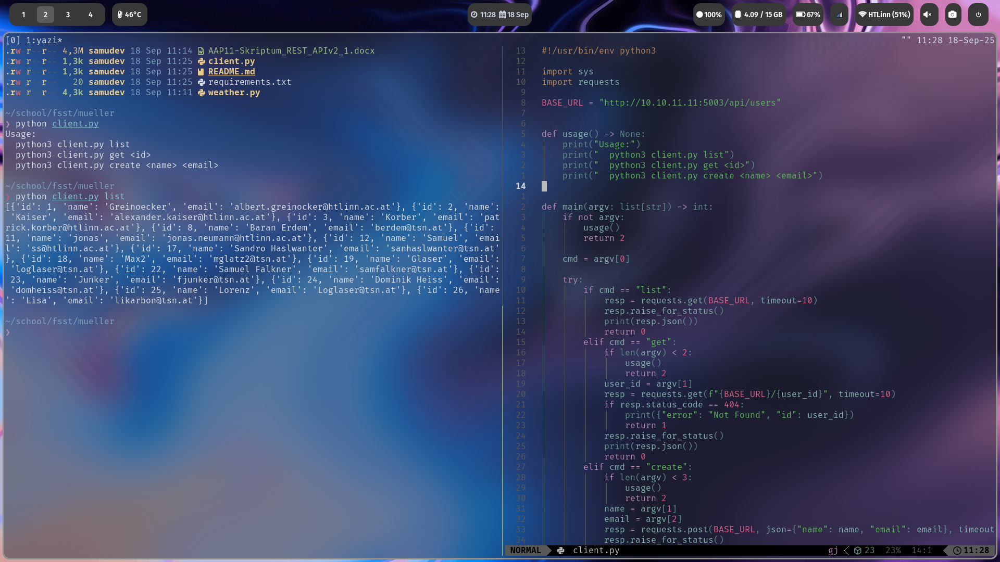 1 2 3 4 46°C 11:28 18 Sep 100% 4.09 / 15 GB 67% HTLinn (51%)
[0] 1:yazi* "" 11:28 18-Sep-25
.rw-r--r-- 4,3M samudev 18 Sep 11:14 AAP11-Skriptum_REST_APIv2_1.docx
.rw-r--r-- 1,3k samudev 18 Sep 11:25 client.py
.rw-r--r-- 1,3k samudev 18 Sep 11:25 README.md
.rw-r--r-- 20 samudev 18 Sep 11:25 requirements.txt
.rw-r--r-- 4,3k samudev 18 Sep 11:11 weather.py
~/school/fsst/mueller
❯ python client.py
Usage:
  python3 client.py list
  python3 client.py get <id>
  python3 client.py create <name> <email>
~/school/fsst/mueller
❯ python client.py list
[{'id': 1, 'name': 'Greinoecker', 'email': 'albert.greinocker@htlinn.ac.at'}, {'id': 2, 'name':
 'Kaiser', 'email': 'alexander.kaiser@htlinn.ac.at'}, {'id': 3, 'name': 'Korber', 'email': 'pat
rick.korber@htlinn.ac.at'}, {'id': 8, 'name': 'Baran Erdem', 'email': 'berdem@tsn.at'}, {'id':
11, 'name': 'jonas', 'email': 'jonas.neumann@htlinn.ac.at'}, {'id': 12, 'name': 'Samuel', 'emai
l': 'ss@htlinn.ac.at'}, {'id': 17, 'name': 'Sandro Haslwanter', 'email': 'sanhaslwanter@tsn.at'
}, {'id': 18, 'name': 'Max2', 'email': 'mglatz2@tsn.at'}, {'id': 19, 'name': 'Glaser', 'email':
 'loglaser@tsn.at'}, {'id': 22, 'name': 'Samuel Falkner', 'email': 'samfalkner@tsn.at'}, {'id':
 23, 'name': 'Junker', 'email': 'fjunker@tsn.at'}, {'id': 24, 'name': 'Dominik Heiss', 'email':
 'domheiss@tsn.at'}, {'id': 25, 'name': 'Lorenz', 'email': 'Loglaser@tsn.at'}, {'id': 26, 'name
': 'Lisa', 'email': 'likarbon@tsn.at'}]
~/school/fsst/mueller
❯
13 #!/usr/bin/env python3
12
11 import sys
10 import requests
9
8 BASE_URL = "http://10.10.11.11:5003/api/users"
7
6
5 def usage() -> None:
4     print("Usage:")
3     print("  python3 client.py list")
2     print("  python3 client.py get <id>")
1     print("  python3 client.py create <name> <email>")
14
1
2 def main(argv: list[str]) -> int:
3     if not argv:
4         usage()
5         return 2
6
7     cmd = argv[0]
8
9     try:
10         if cmd == "list":
11             resp = requests.get(BASE_URL, timeout=10)
12             resp.raise_for_status()
13             print(resp.json())
14             return 0
15         elif cmd == "get":
16             if len(argv) < 2:
17                 usage()
18                 return 2
19             user_id = argv[1]
20             resp = requests.get(f"{BASE_URL}/{user_id}", timeout=10)
21             if resp.status_code == 404:
22                 print({"error": "Not Found", "id": user_id})
23                 return 1
24             resp.raise_for_status()
25             print(resp.json())
26             return 0
27         elif cmd == "create":
28             if len(argv) < 3:
29                 usage()
30                 return 2
31             name = argv[1]
32             email = argv[2]
33             resp = requests.post(BASE_URL, json={"name": name, "email": email}, timeout
34             resp.raise_for_status()
NORMAL client.py gj 23 23% 14:1 11:28